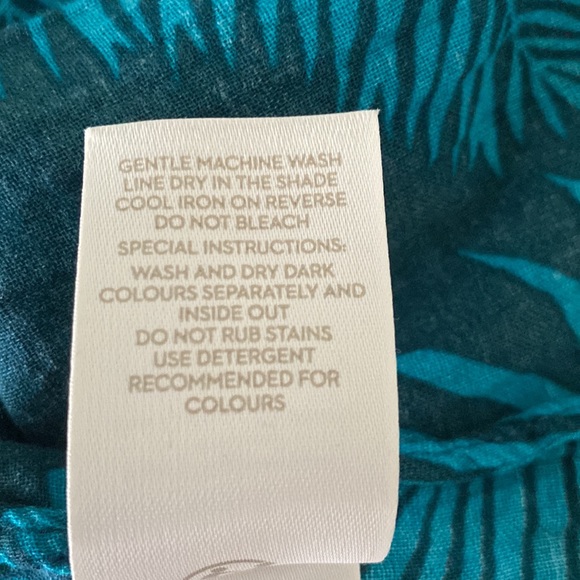 GENTLE MACHINE WASH
LINE DRY IN THE SHADE
COOL IRON ON REVERSE
DO NOT BLEACH
SPECIAL INSTRUCTIONS:
WASH AND DRY DARK
COLOURS SEPARATELY AND
INSIDE OUT
DO NOT RUB STAINS
USE DETERGENT
RECOMMENDED FOR
COLOURS